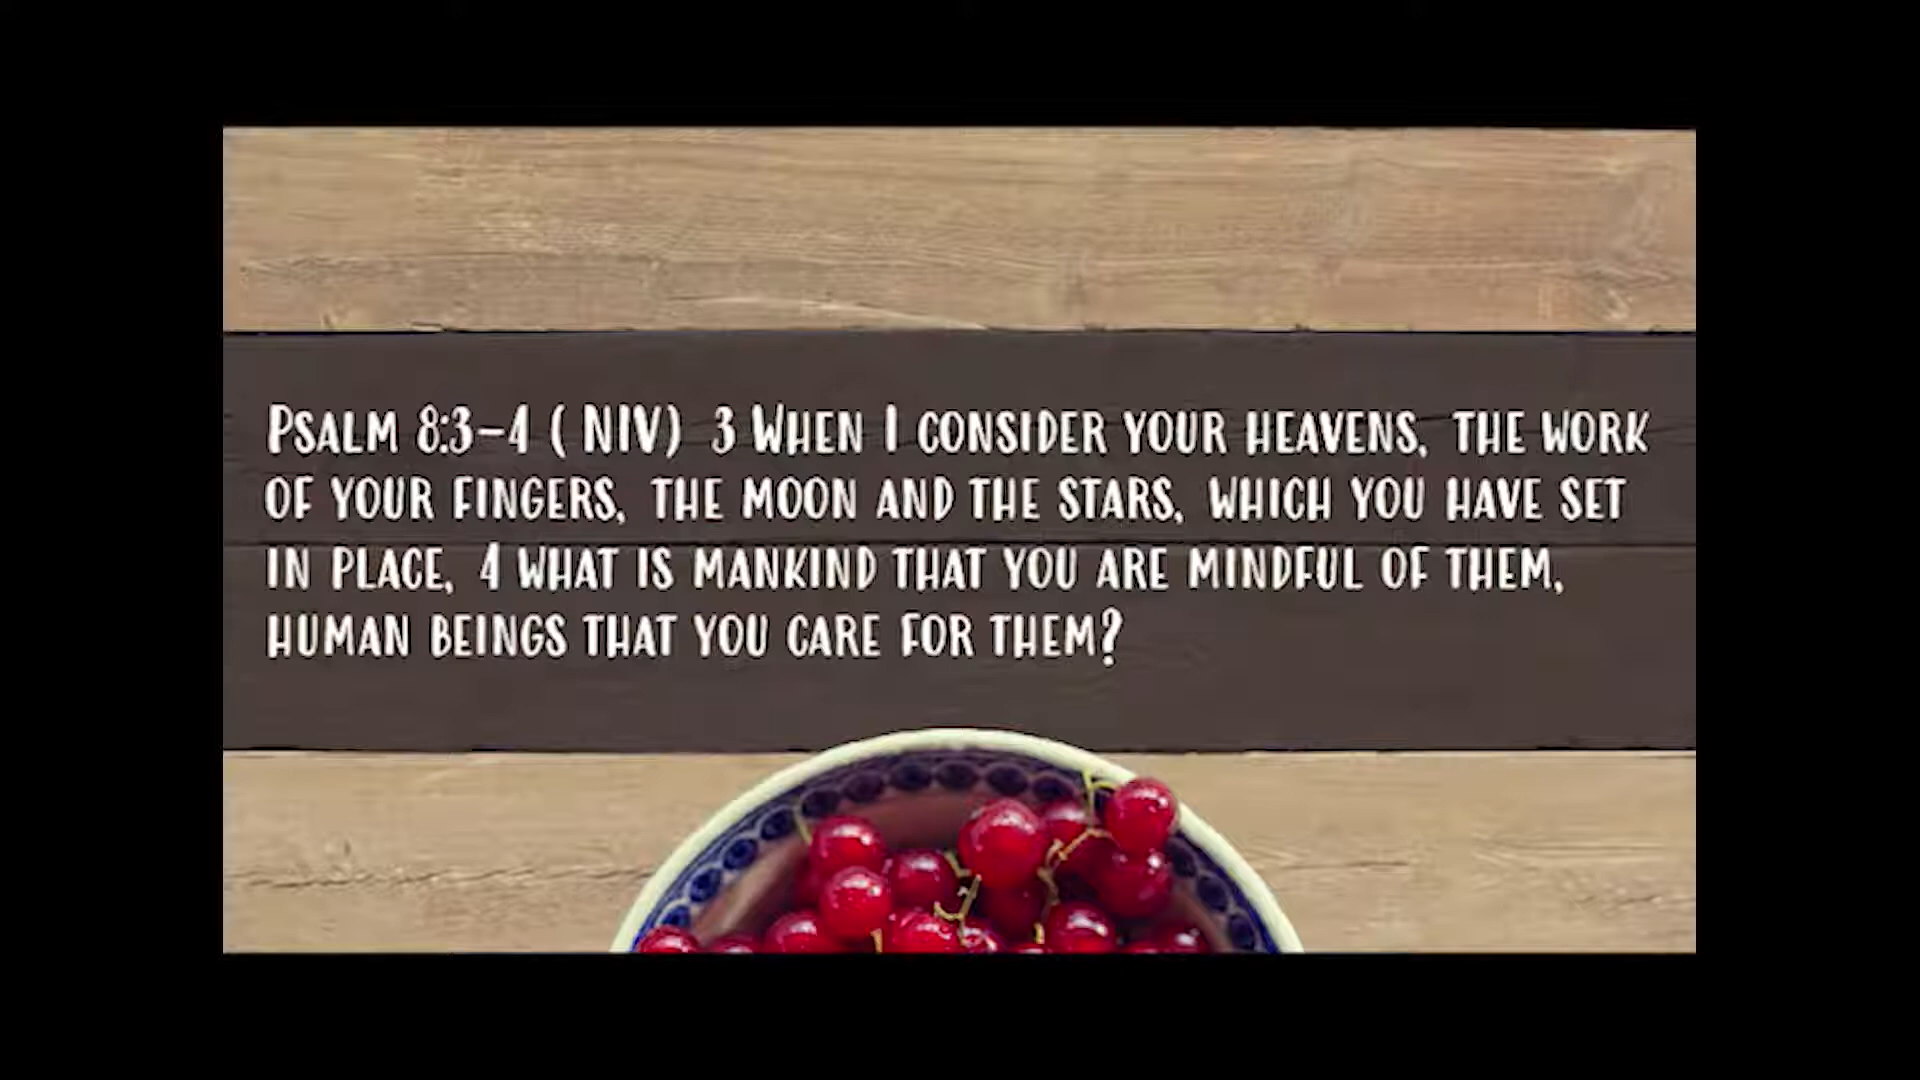 Psalm 8:3-4 ( NIV) 3 When I consider your heavens, the work
of your fingers, the moon and the stars, which you have set
in place, 4 what is mankind that you are mindful of them,
human beings that you care for them?